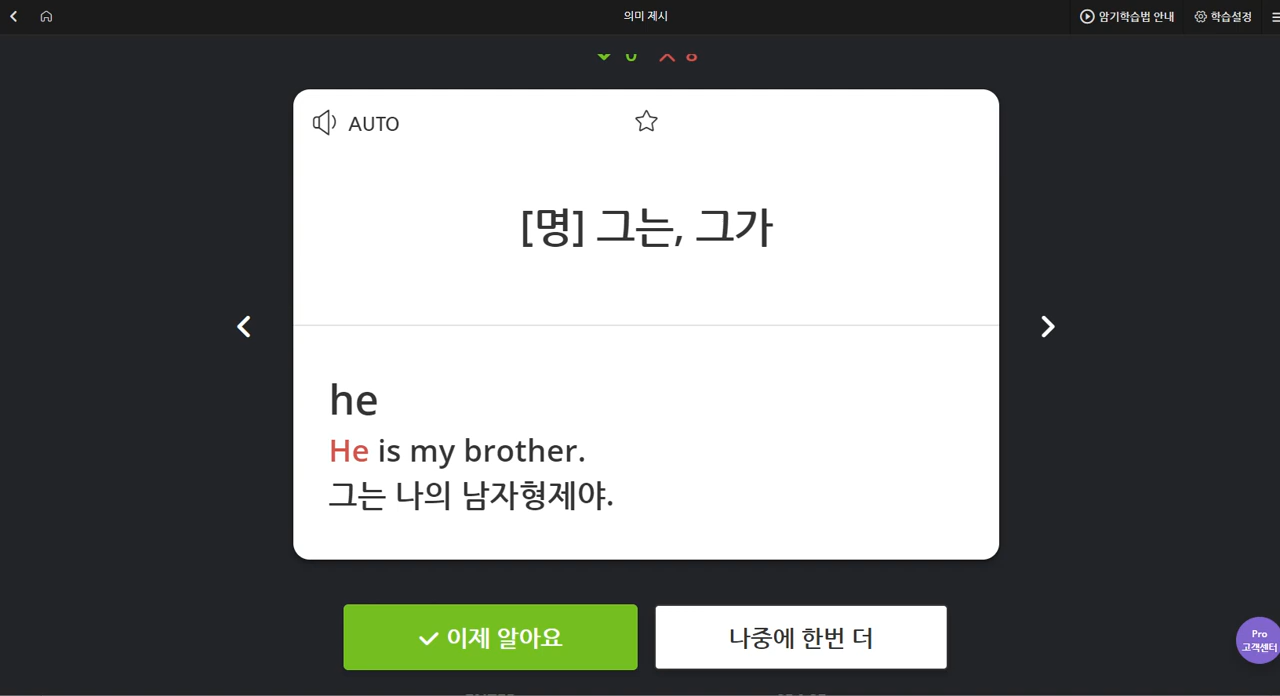 의미 제시
암기학습법 안내
학습설정
AUTO
[명] 그는, 그가
he
He is my brother.
그는 나의 남자형제야.
이제 알아요
나중에 한번 더
Pro
고객센터